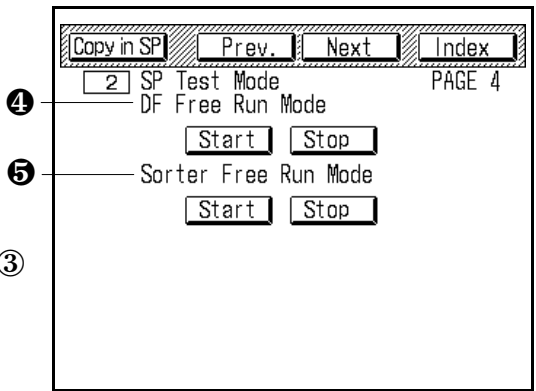 Copy in SP Prev. Next Index
2 SP Test Mode PAGE 4
❹ DF Free Run Mode
Start Stop
❺ Sorter Free Run Mode
Start Stop
③